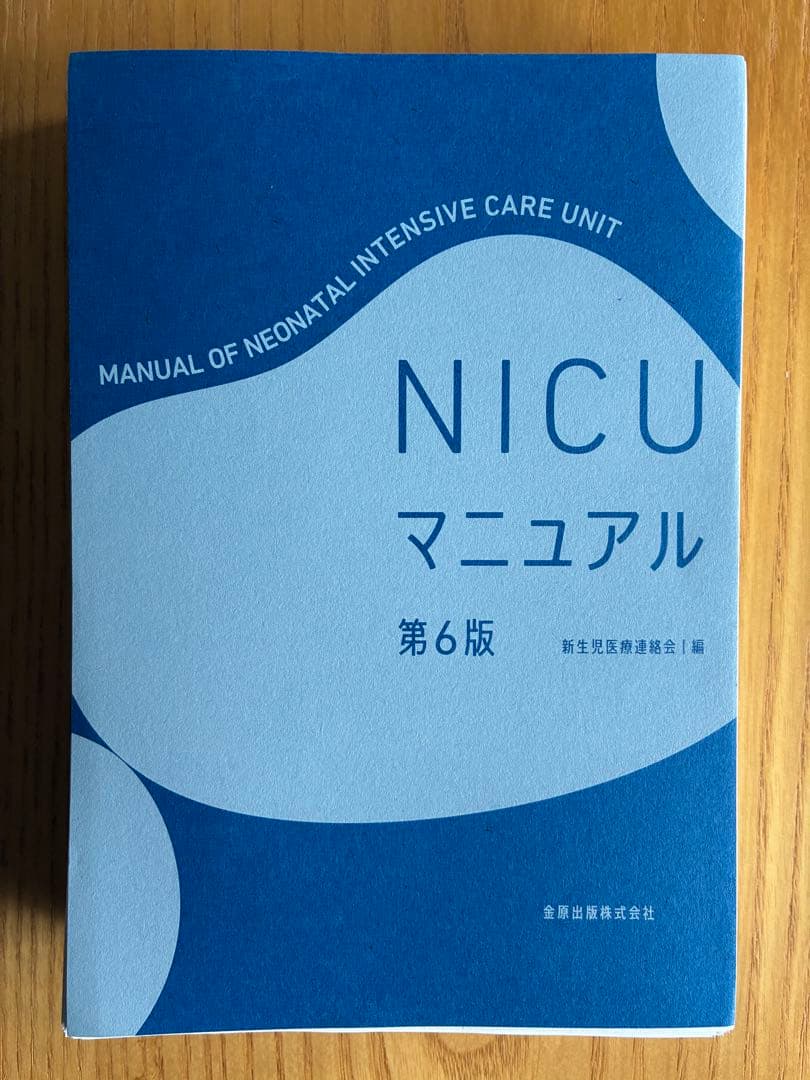 MANUAL OF NEONATAL INTENSIVE CARE UNIT
NICU
マニュアル
第6版
新生児医療連絡会|編
金原出版株式会社